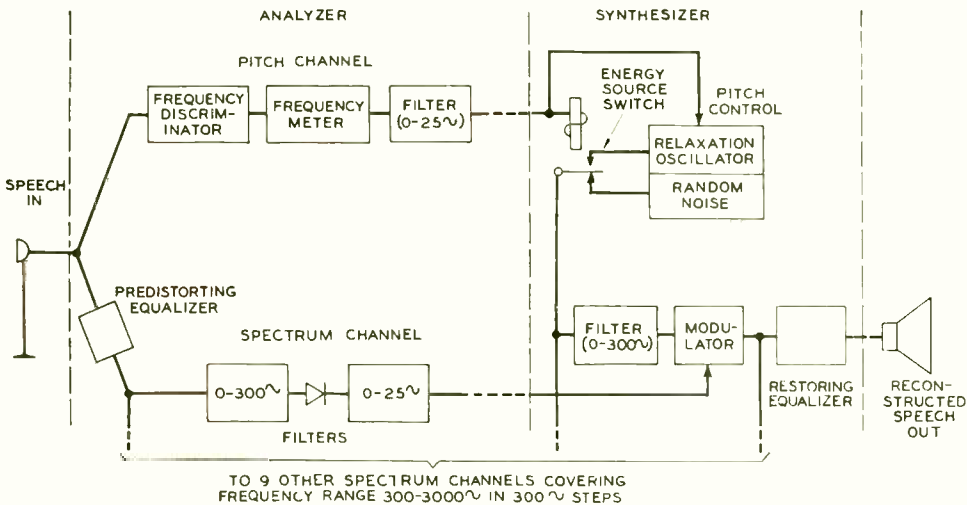 ANALYZER
SYNTHESIZER
PITCH CHANNEL
FREQUENCY
DISCRIM-
INATOR
FREQUENCY
METER
FILTER
(0-25~)
ENERGY
SOURCE
SWITCH
PITCH
CONTROL
RELAXATION
OSCILLATOR
RANDOM
NOISE
SPEECH
IN
PREDISTORTING
EQUALIZER
SPECTRUM CHANNEL
0-300~
0-25~
FILTERS
FILTER
(0-300~)
MODU-
LATOR
RESTORING
EQUALIZER
RECON-
STRUCTED
SPEECH
OUT
TO 9 OTHER SPECTRUM CHANNELS COVERING
FREQUENCY RANGE 300-3000~ IN 300~ STEPS